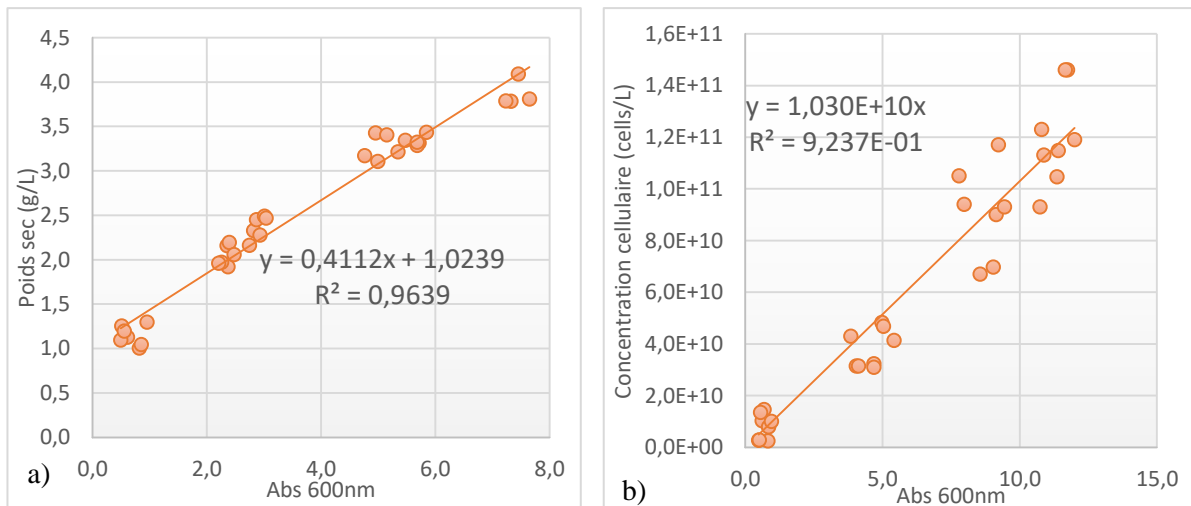 4,5
4,0
3,5
3,0
2,5
2,0
1,5
1,0
0,5
0,0
Poids sec (g/L)
y = 0,4112x + 1,0239
R² = 0,9639
0,0 2,0 4,0 6,0 8,0
Abs 600nm
a)
1,6E+11
1,4E+11
1,2E+11
1,0E+11
8,0E+10
6,0E+10
4,0E+10
2,0E+10
0,0E+00
Concentration cellulaire (cells/L)
y = 1,030E+10x
R² = 9,237E-01
0,0 5,0 10,0 15,0
Abs 600nm
b)